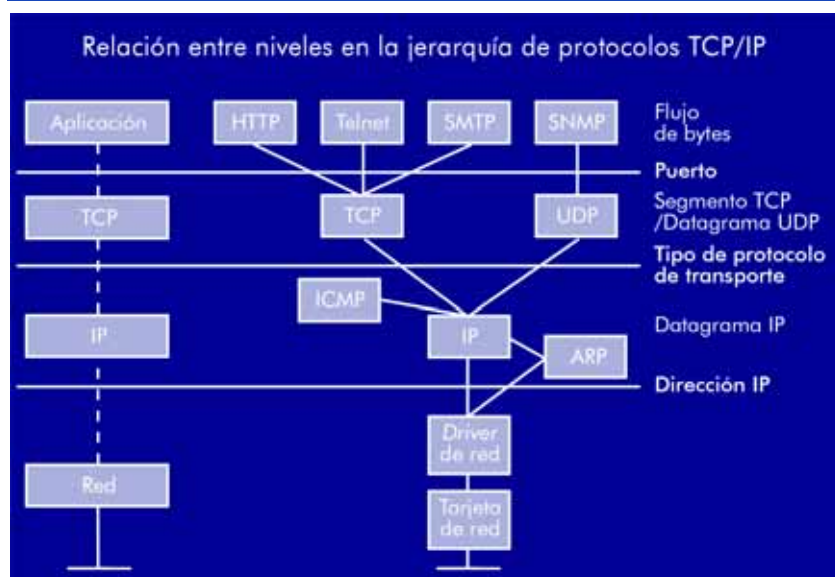 Relación entre niveles en la jerarquía de protocolos TCP/IP
Aplicación
HTTP
Telnet
SMTP
SNMP
Flujo
de bytes
Puerto
TCP
TCP
UDP
Segmento TCP
/Datagrama UDP
Tipo de protocolo
de transporte
ICMP
IP
IP
ARP
Datagrama IP
Dirección IP
Driver
de red
Red
Tarjeta
de red